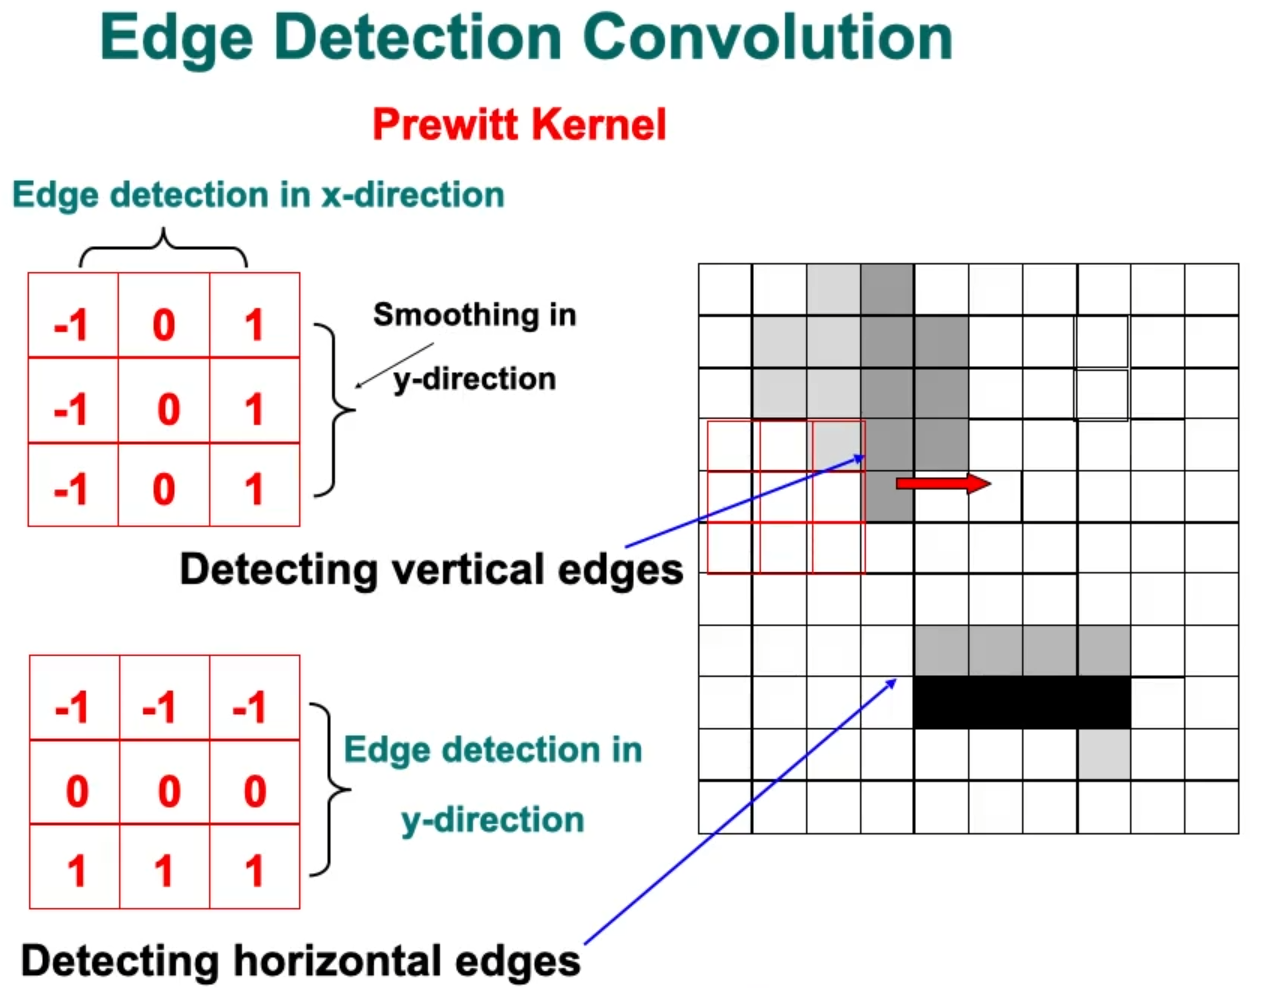 Edge Detection Convolution
Prewitt Kernel
Edge detection in x-direction
-1 0 1
-1 0 1
-1 0 1
Smoothing in
y-direction
Detecting vertical edges
-1 -1 -1
0 0 0
1 1 1
Edge detection in
y-direction
Detecting horizontal edges